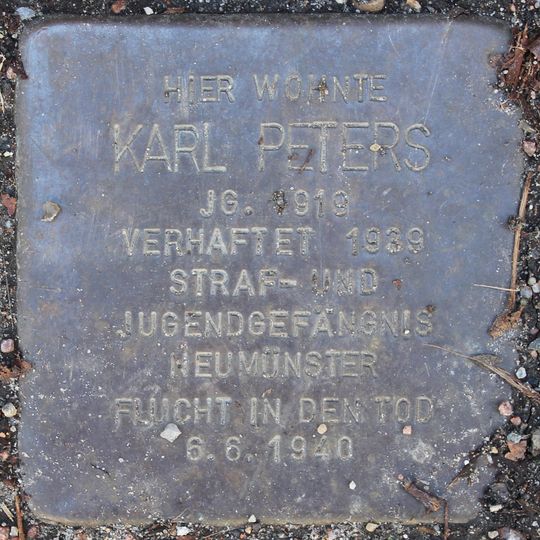 HIER WOHNTE
KARL PETERS
JG. 1919
VERHAFTET 1939
STRAF- UND
JUGENDGEFÄNGNIS
NEUMÜNSTER
FLUCHT IN DEN TOD
6.6.1940